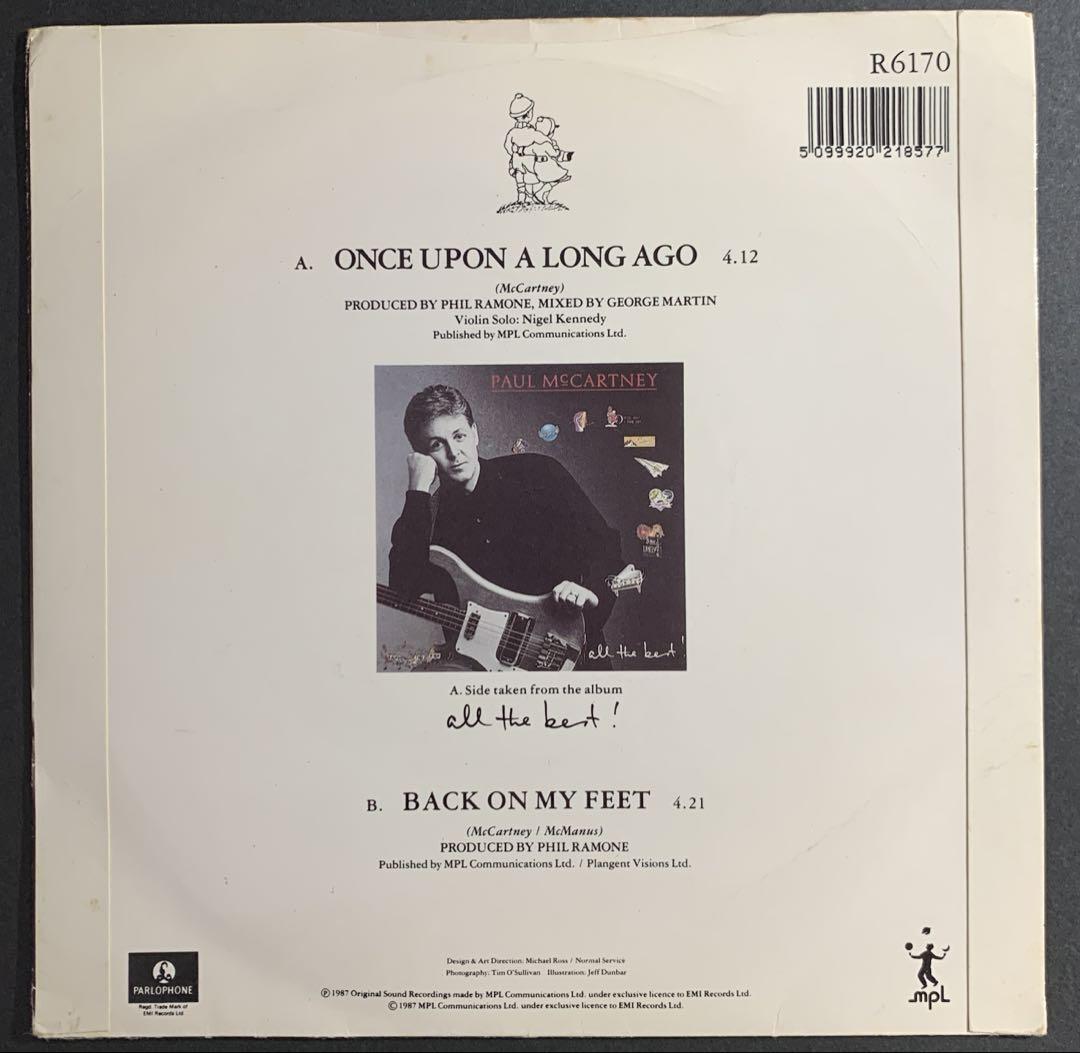 R6170
5 099920 218577
A. ONCE UPON A LONG AGO 4.12
(McCartney)
PRODUCED BY PHIL RAMONE, MIXED BY GEORGE MARTIN
Violin Solo: Nigel Kennedy
Published by MPL Communications Ltd.
PAUL McCARTNEY
all the best!
A. Side taken from the album
all the best!
B. BACK ON MY FEET 4.21
(McCartney / McManus)
PRODUCED BY PHIL RAMONE
Published by MPL Communications Ltd. / Plangent Visions Ltd.
Design & Art Direction: Michael Ross / Normal Service
Photography: Tim O'Sullivan Illustration: Jeff Dunbar
℗ 1987 Original Sound Recordings made by MPL Communications Ltd. under exclusive licence to EMI Records Ltd.
© 1987 MPL Communications Ltd. under exclusive licence to EMI Records Ltd.
PARLOPHONE
Regd. Trade Mark of
EMI Records Ltd
mpl